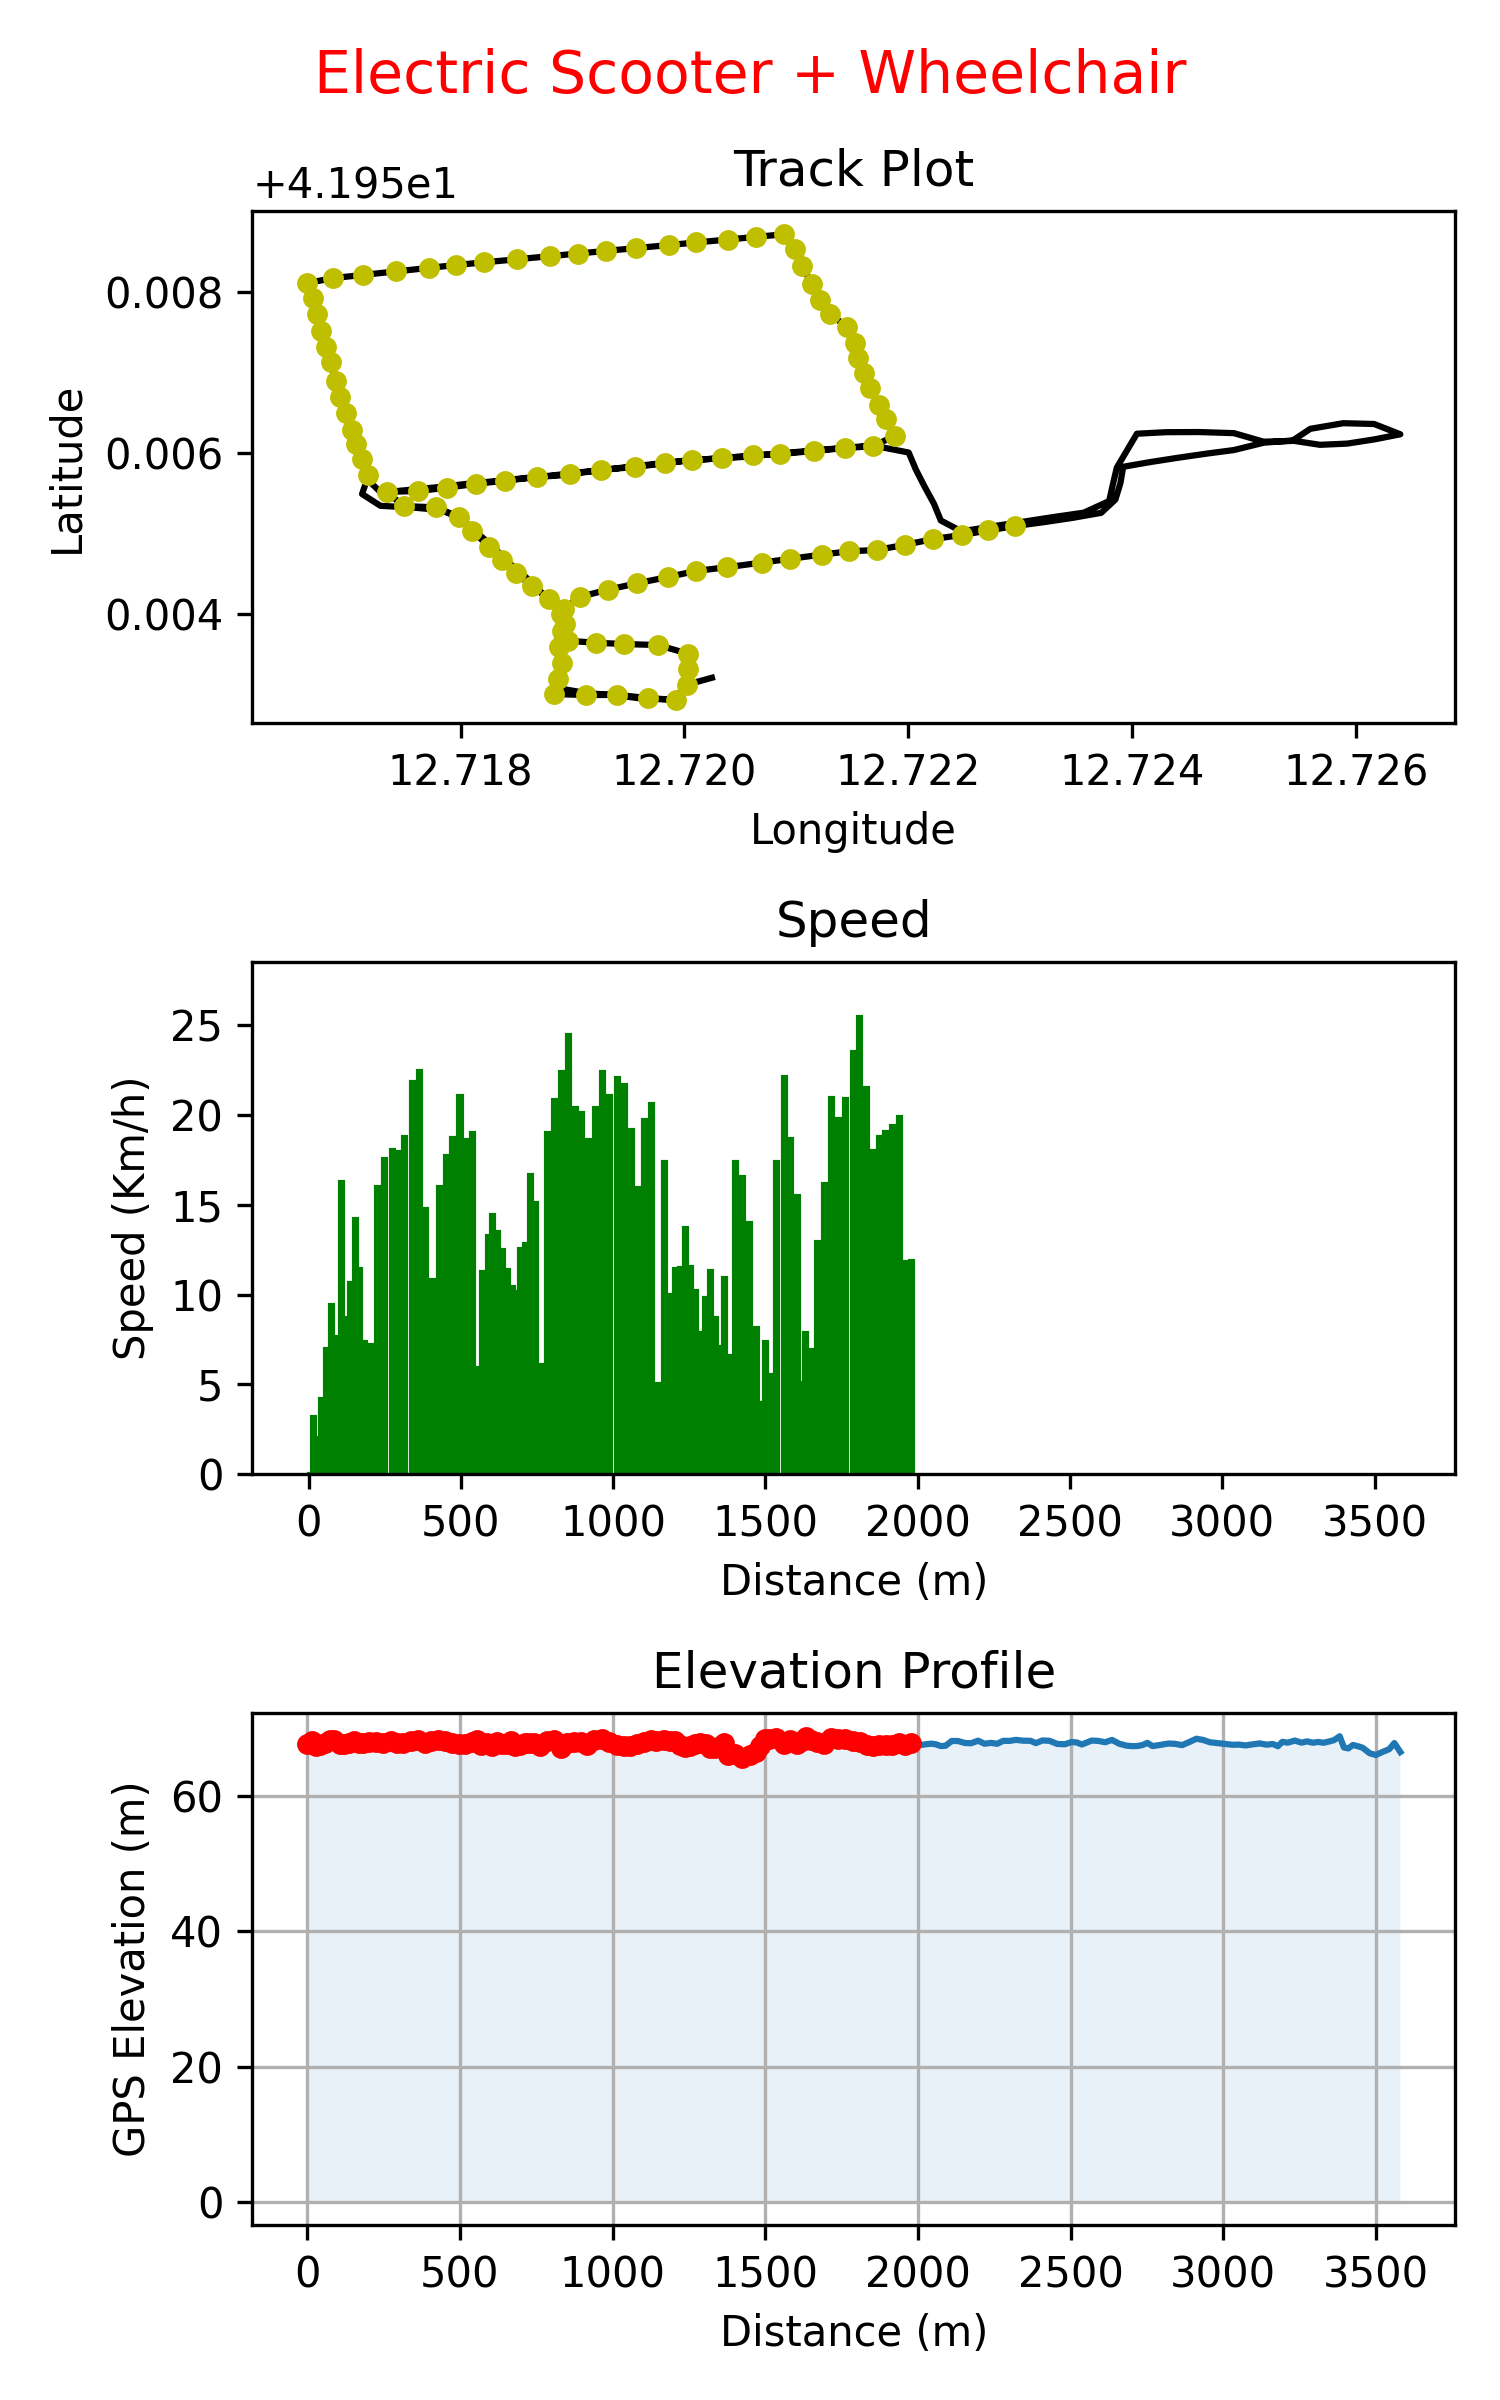 Electric Scooter + Wheelchair
Track Plot
+4.195e1
0.008
0.006
0.004
Latitude
12.718 12.720 12.722 12.724 12.726
Longitude
Speed
25
20
15
10
5
0
Speed (Km/h)
0 500 1000 1500 2000 2500 3000 3500
Distance (m)
Elevation Profile
60
40
20
0
GPS Elevation (m)
0 500 1000 1500 2000 2500 3000 3500
Distance (m)